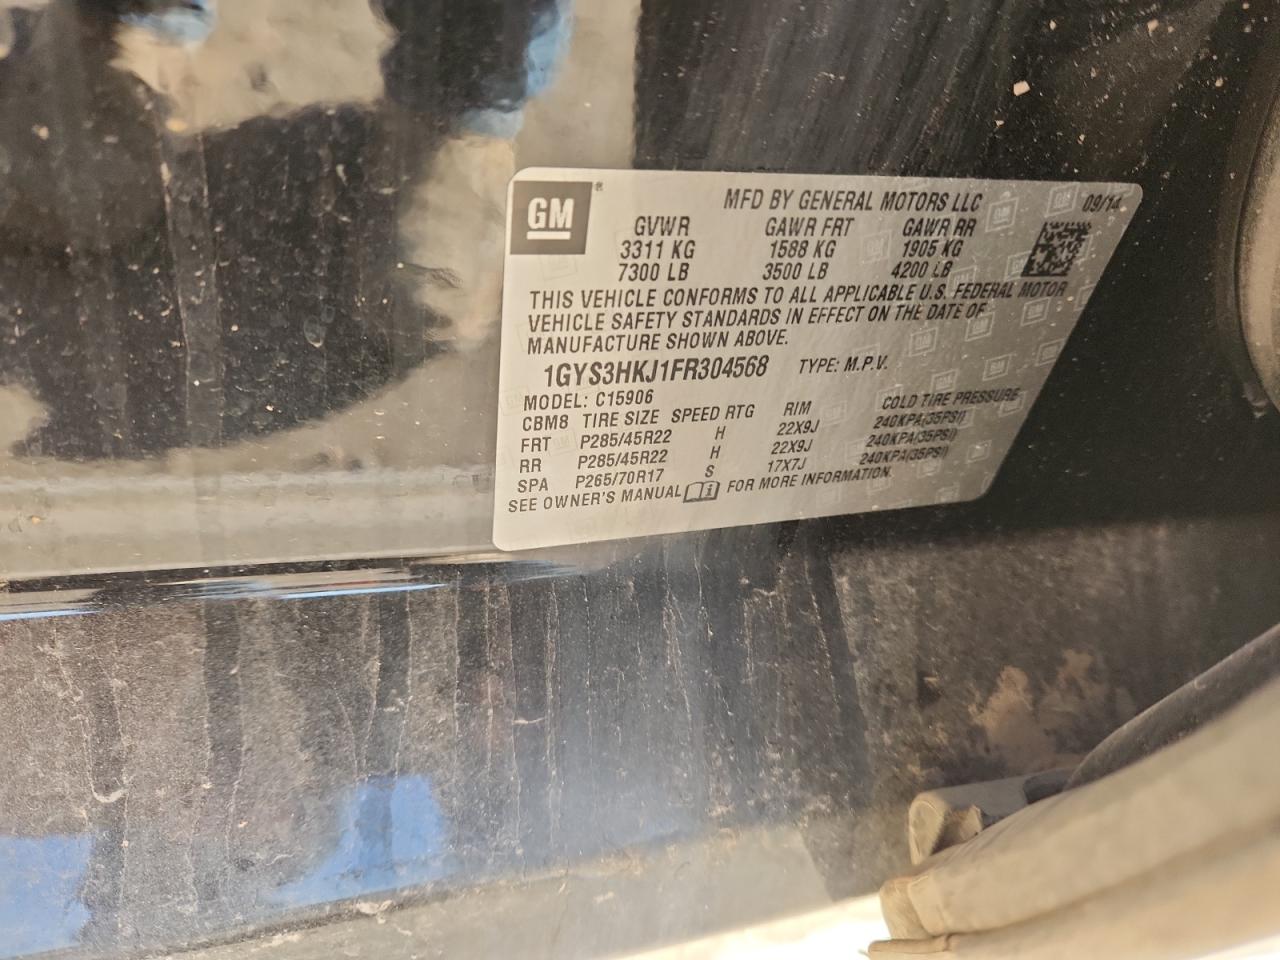 GM®
MFD BY GENERAL MOTORS LLC 09/14
GVWR GAWR FRT GAWR RR
3311 KG 1588 KG 1905 KG
7300 LB 3500 LB 4200 LB
THIS VEHICLE CONFORMS TO ALL APPLICABLE U.S. FEDERAL MOTOR
VEHICLE SAFETY STANDARDS IN EFFECT ON THE DATE OF
MANUFACTURE SHOWN ABOVE.
1GYS3HKJ1FR304568 TYPE: M.P.V.
MODEL: C15906
CBM8 TIRE SIZE SPEED RTG RIM COLD TIRE PRESSURE
FRT P285/45R22 H 22X9J 240KPA(35PSI)
RR P285/45R22 H 22X9J 240KPA(35PSI)
SPA P265/70R17 S 17X7J 240KPA(35PSI)
SEE OWNER'S MANUAL FOR MORE INFORMATION.